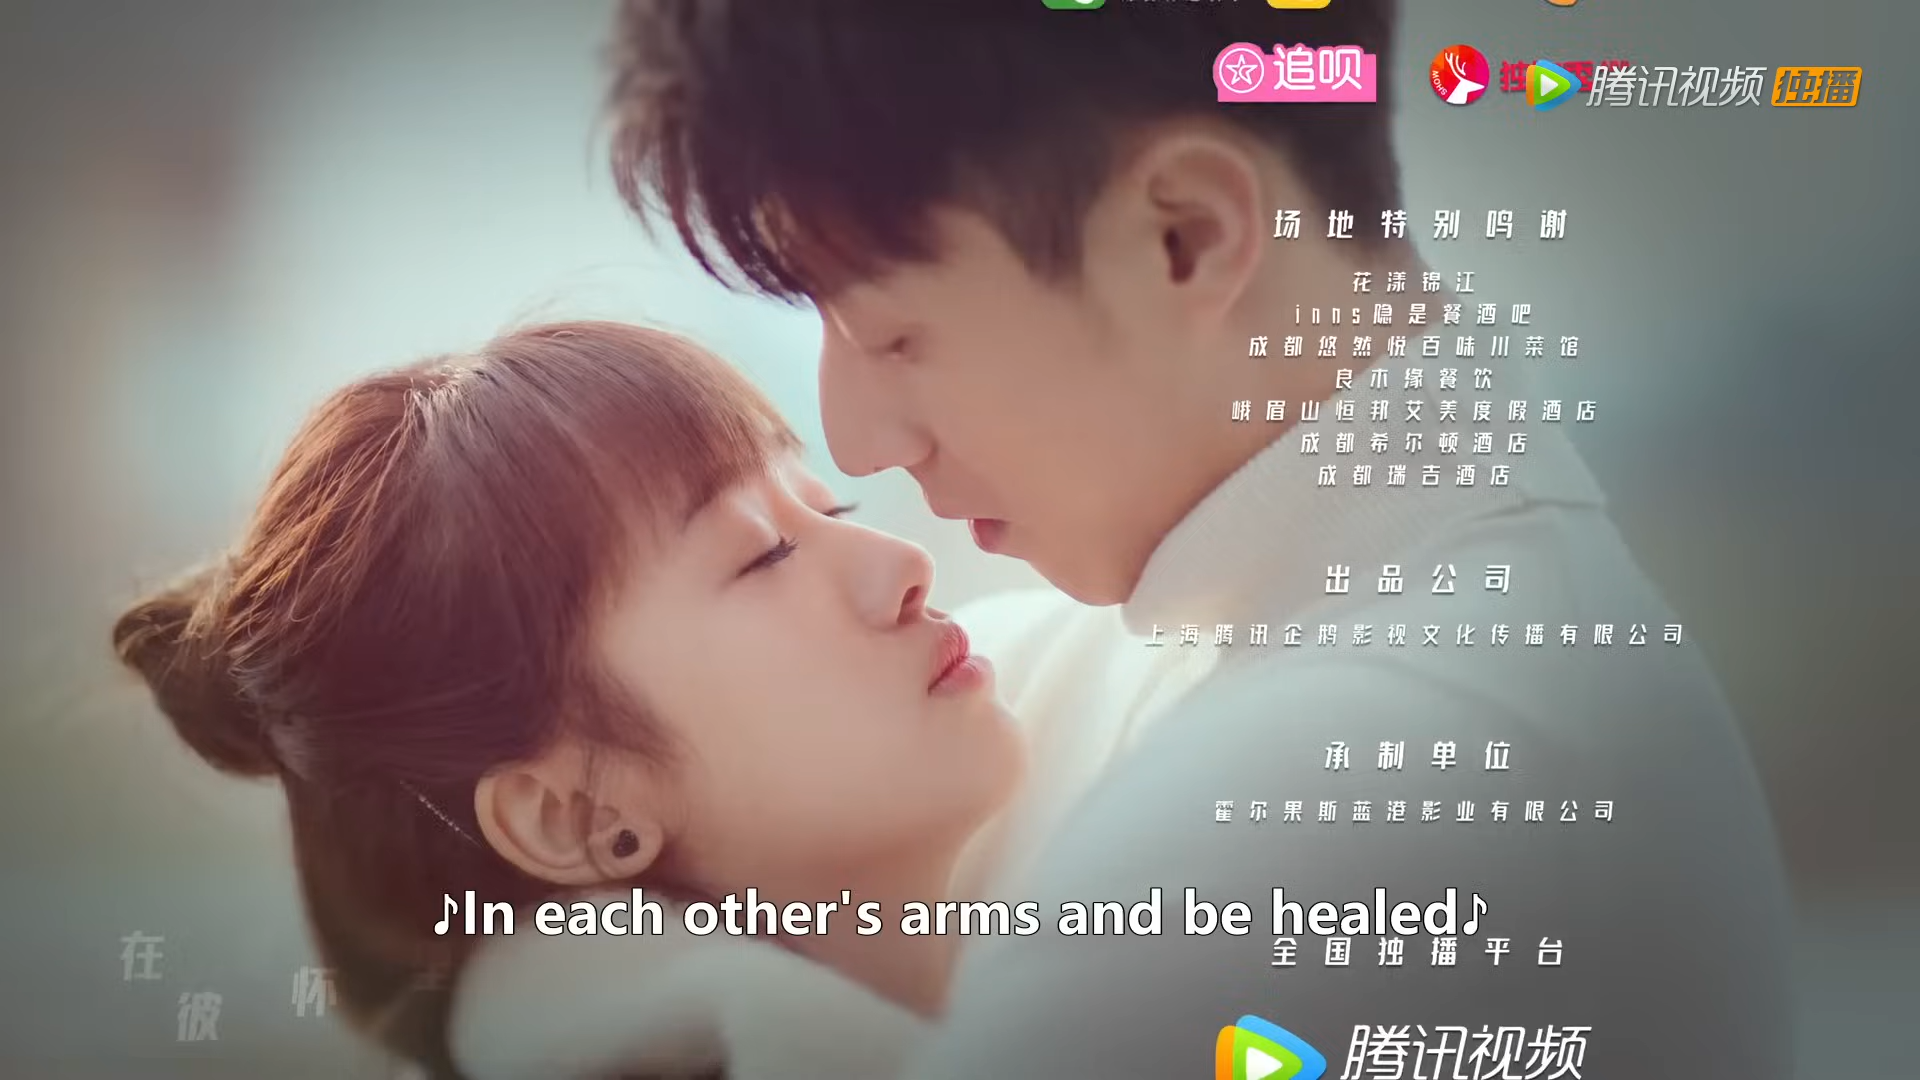 追呗
SHOW
腾讯视频 独播
场地特别鸣谢
花漾锦江
inns隐是餐酒吧
成都悠然悦百味川菜馆
良木缘餐饮
峨眉山恒邦艾美度假酒店
成都希尔顿酒店
成都瑞吉酒店
出品公司
上海腾讯企鹅影视文化传播有限公司
承制单位
霍尔果斯蓝港影业有限公司
♪In each other's arms and be healed♪
全国独播平台
在彼怀
腾讯视频